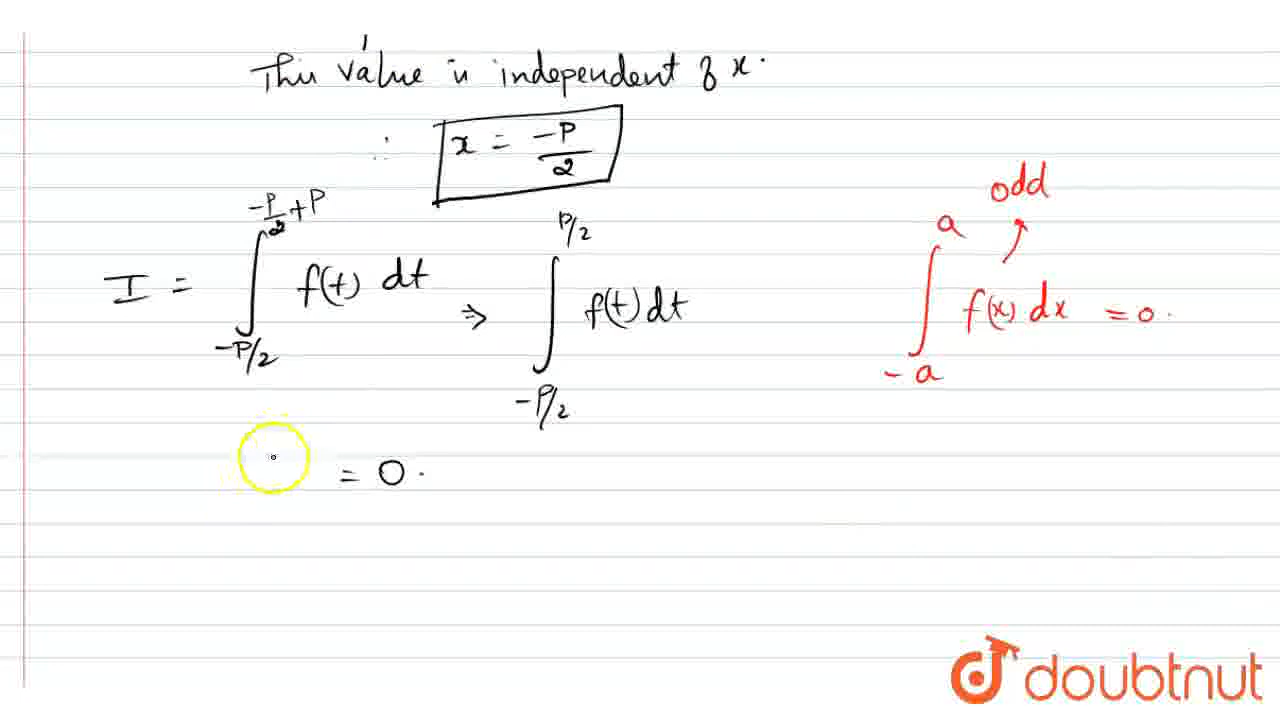 This value is independent of x.
∴ x = -P/2
I = ∫_{-P/2}^{-P/2+P} f(t) dt ⇒ ∫_{-P/2}^{P/2} f(t) dt
= 0.
odd
∫_{-a}^{a} f(x) dx = 0.
doubtnut